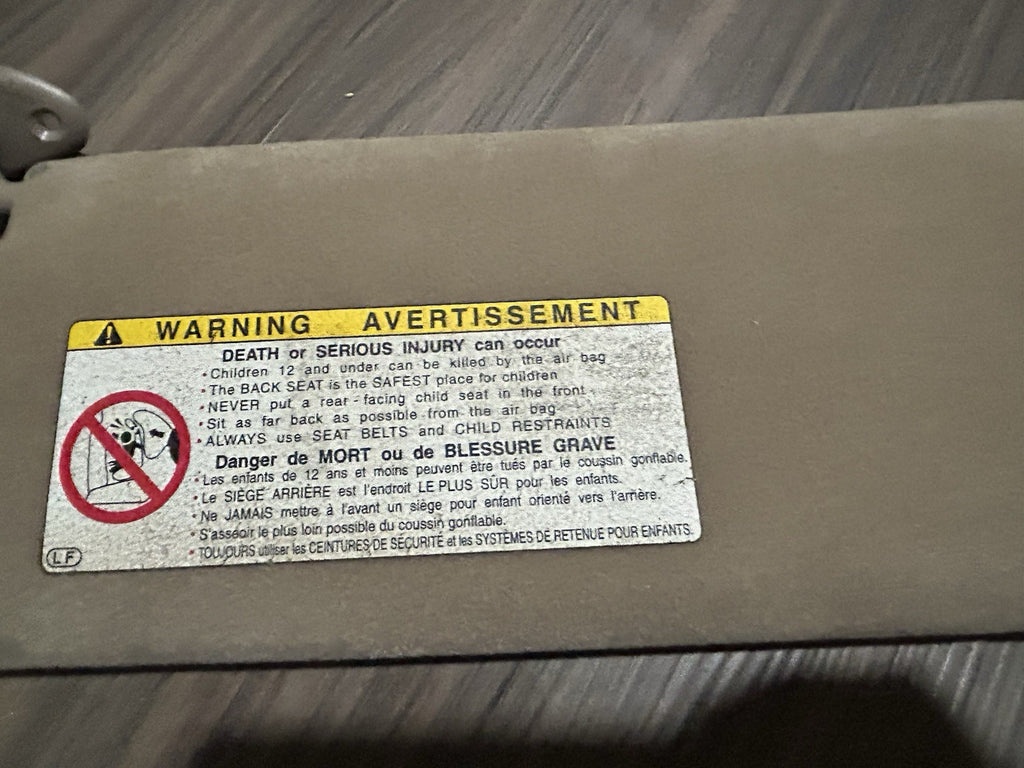 WARNING AVERTISSEMENT
DEATH or SERIOUS INJURY can occur
•Children 12 and under can be killed by the air bag
•The BACK SEAT is the SAFEST place for children
•NEVER put a rear-facing child seat in the front.
•Sit as far back as possible from the air bag
•ALWAYS use SEAT BELTS and CHILD RESTRAINTS
Danger de MORT ou de BLESSURE GRAVE
•Les enfants de 12 ans et moins peuvent être tués par le coussin gonflable.
•Le SIÈGE ARRIÈRE est l'endroit LE PLUS SÛR pour les enfants.
•Ne JAMAIS mettre à l'avant un siège pour enfant orienté vers l'arrière.
•S'asseoir le plus loin possible du coussin gonflable.
•TOUJOURS utiliser les CEINTURES DE SÉCURITÉ et les SYSTÈMES DE RETENUE POUR ENFANTS.
LF